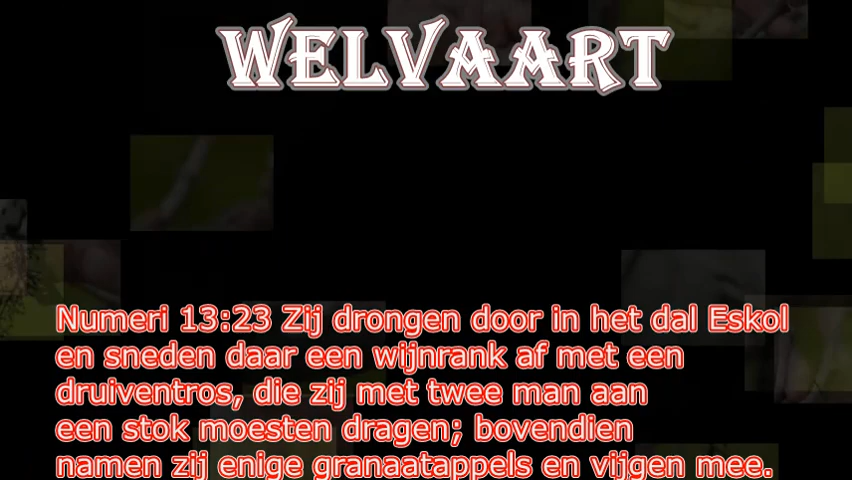 WELVAART
Numeri 13:23 Zij drongen door in het dal Eskol
en sneden daar een wijnrank af met een
druiventros, die zij met twee man aan
een stok moesten dragen; bovendien
namen zij enige granaatappels en vijgen mee.